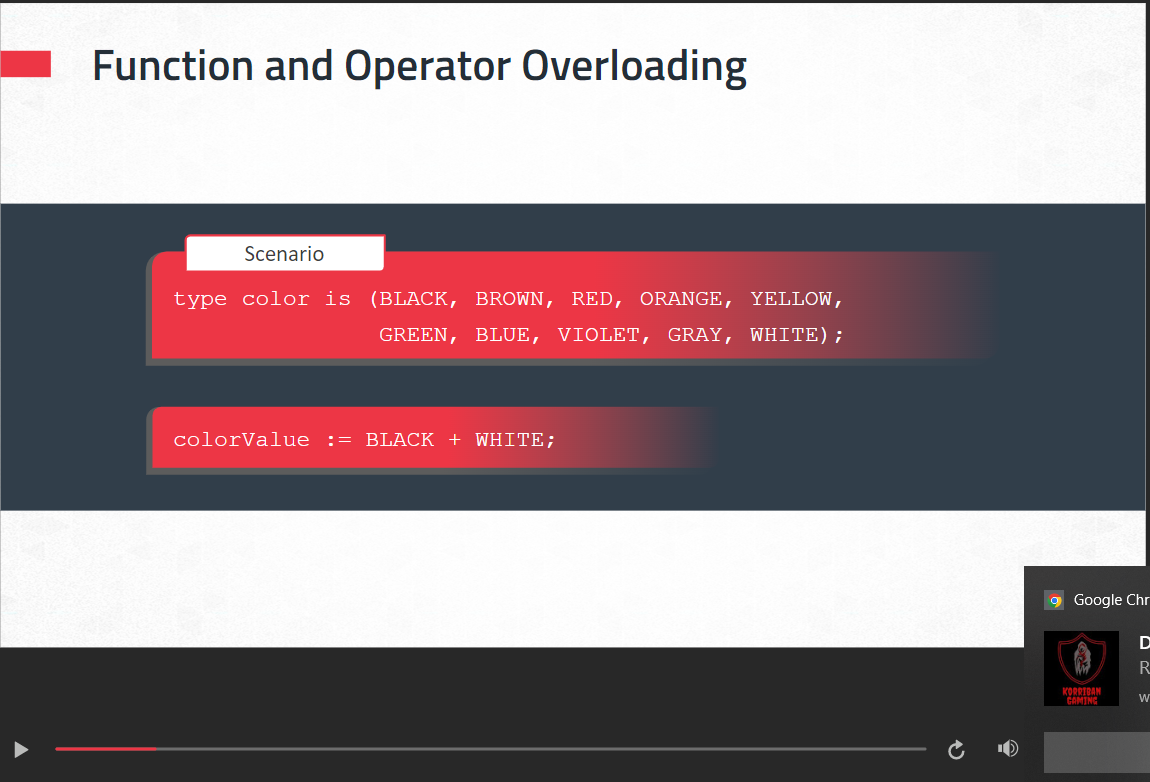 Function and Operator Overloading
Scenario
type color is (BLACK, BROWN, RED, ORANGE, YELLOW,
GREEN, BLUE, VIOLET, GRAY, WHITE);
colorValue := BLACK + WHITE;
Google Chr
D
R
w
KORRIBAN
GAMING